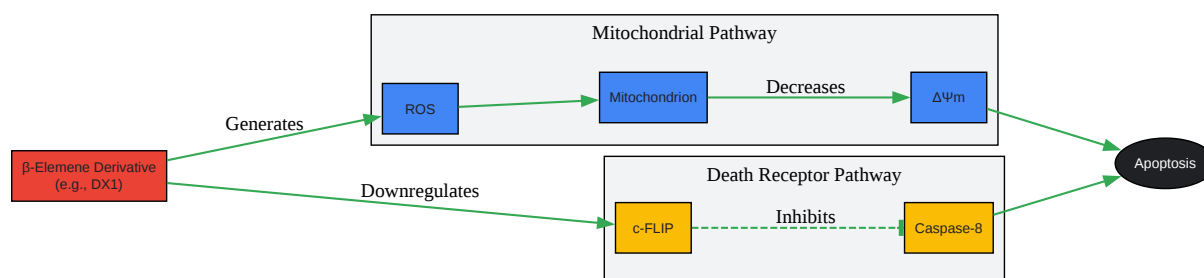 Mitochondrial Pathway
ROS
Mitochondrion
Decreases
ΔΨm
Generates
β-Elemene Derivative
(e.g., DX1)
Apoptosis
Downregulates
Death Receptor Pathway
c-FLIP
Inhibits
Caspase-8